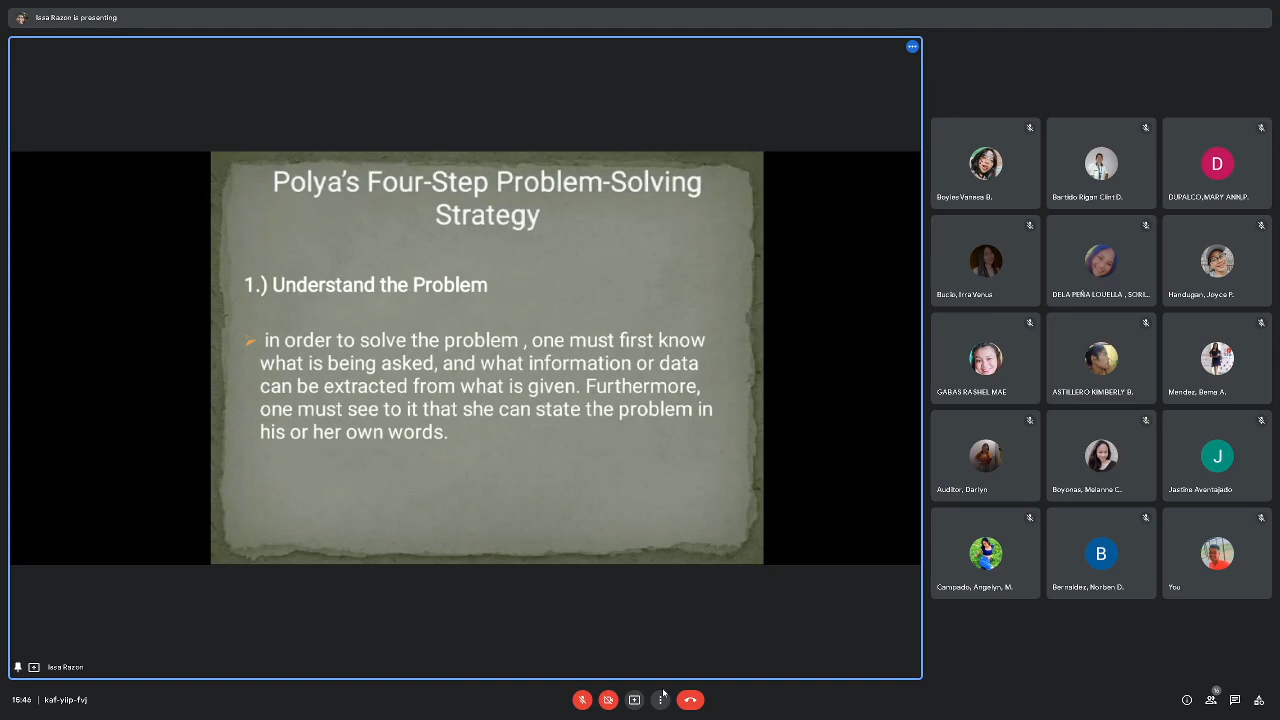 Issa Razon is presenting
Polya's Four-Step Problem-Solving
Strategy
1.) Understand the Problem
in order to solve the problem , one must first know
what is being asked, and what information or data
can be extracted from what is given. Furthermore,
one must see to it that she can state the problem in
his or her own words.
Issa Razon
Boyles Vanesa B.
Bartido Rigan Clint D.
D
DUPALCO,MARY ANN,P.
Bucio, Irra Venus
DELA PEÑA LOUELLA , SORI...
Handugan, Joyce P.
GABAS RASHEL MAE
ASTILLERO KIMBERLY B.
Mendez, Berna A.
Auditor, Darlyn
Boyonas, Melanne C.
J
Jastine Aventajado
Campado, Angelyn, M.
B
Bernaldez, Norben D.
You
15:46 | kaf-yiip-fvj
16